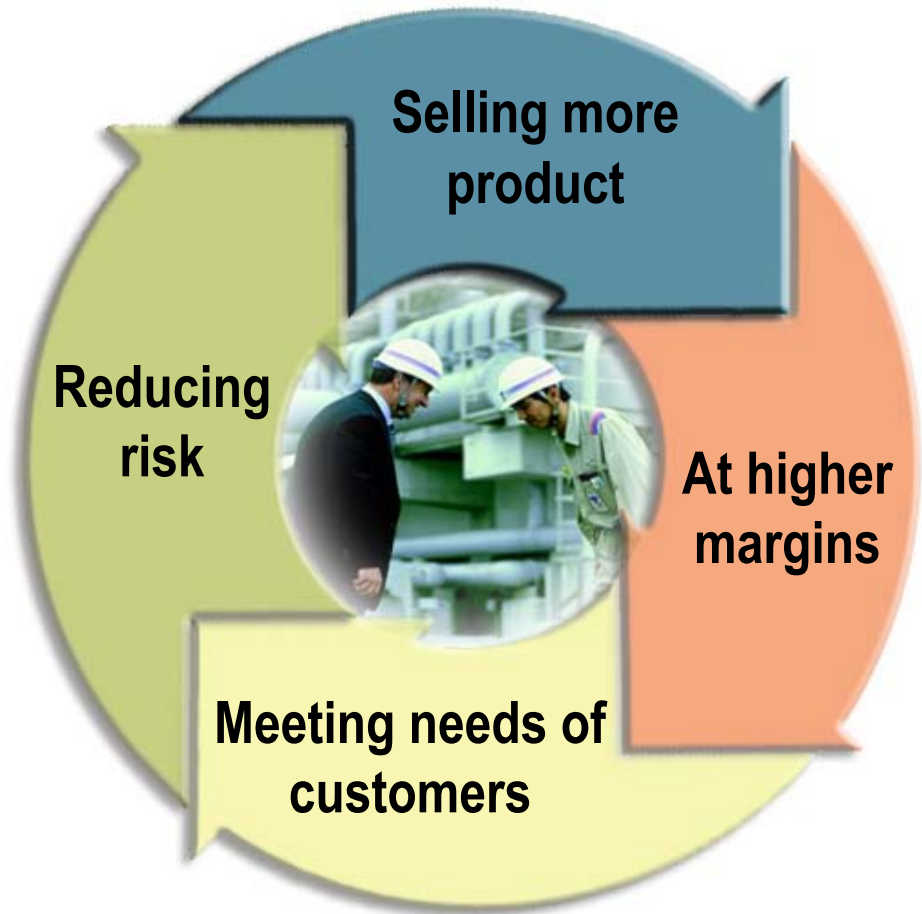 Selling more
product
At higher
margins
Meeting needs of
customers
Reducing
risk